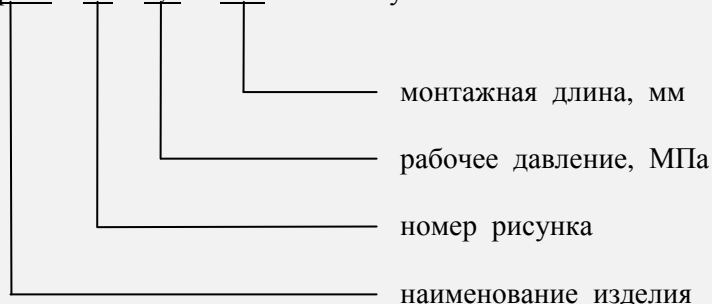 монтажная длина, мм
рабочее давление, МПа
номер рисунка
наименование изделия